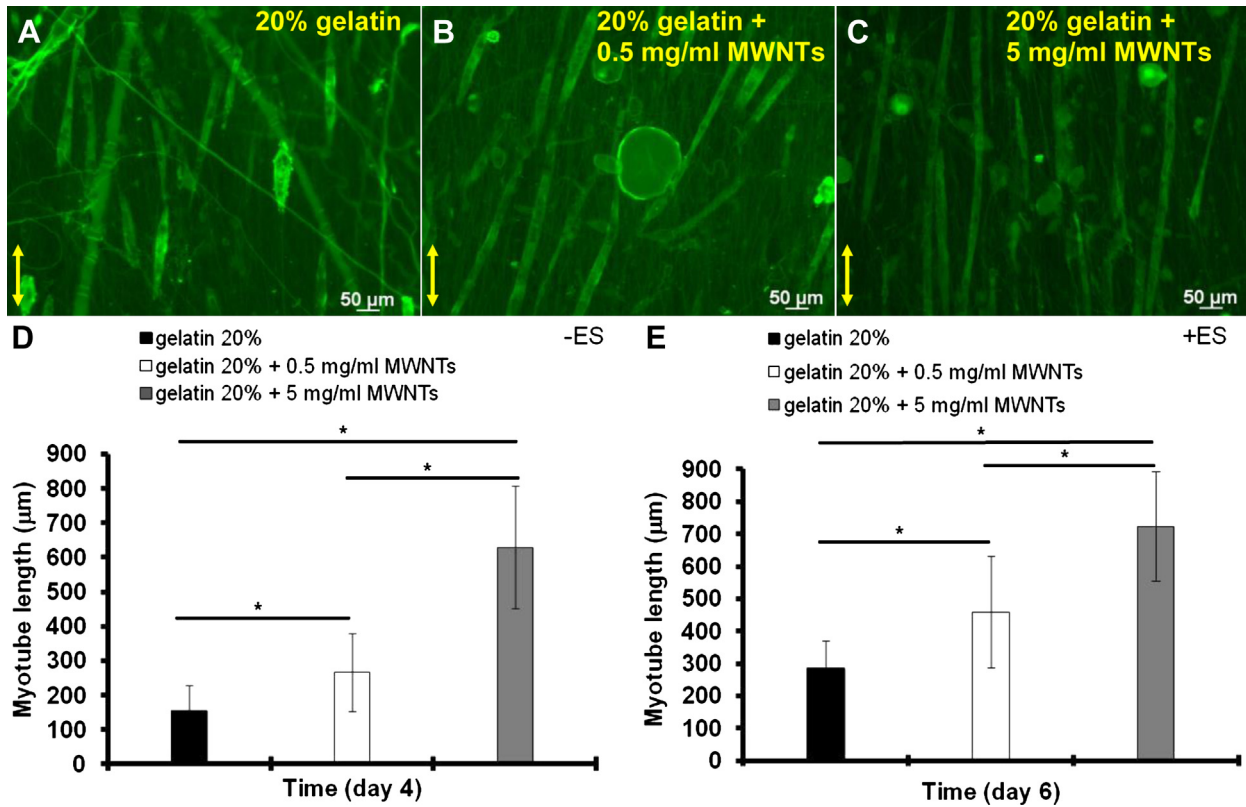 A
20% gelatin
B
20% gelatin +
0.5 mg/ml MWNTs
C
20% gelatin +
5 mg/ml MWNTs
50 µm
50 µm
50 µm
D
-ES
gelatin 20%
gelatin 20% + 0.5 mg/ml MWNTs
gelatin 20% + 5 mg/ml MWNTs
*
*
*
Myotube length (µm)
900
800
700
600
500
400
300
200
100
0
Time (day 4)
E
+ES
gelatin 20%
gelatin 20% + 0.5 mg/ml MWNTs
gelatin 20% + 5 mg/ml MWNTs
*
*
*
Myotube length (µm)
900
800
700
600
500
400
300
200
100
0
Time (day 6)